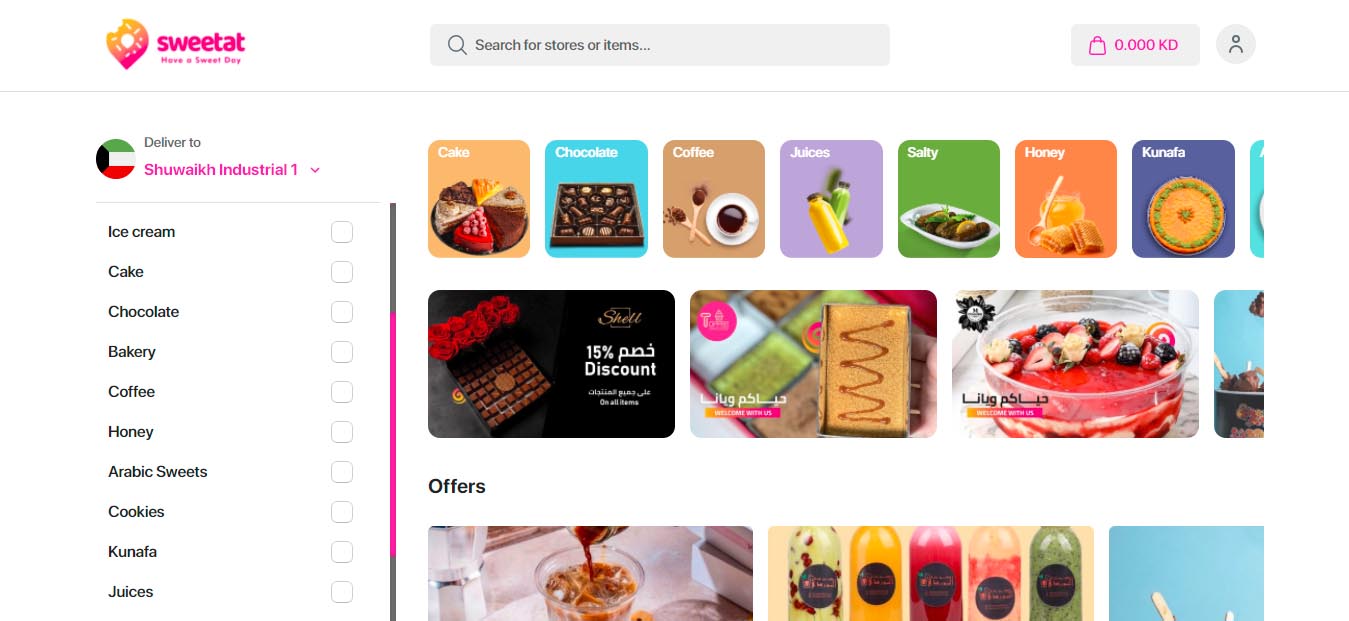 sweetat
Have a Sweet Day
Search for stores or items...
0.000 KD
Deliver to
Shuwaikh Industrial 1
Ice cream
Cake
Chocolate
Bakery
Coffee
Honey
Arabic Sweets
Cookies
Kunafa
Juices
Cake
Chocolate
Coffee
Juices
Salty
Honey
Kunafa
Shell
خصم 15%
Discount
على جميع المنتجات
On all items
حياكم ويانا
WELCOME WITH US
حياكم ويانا
WELCOME WITH US
Offers